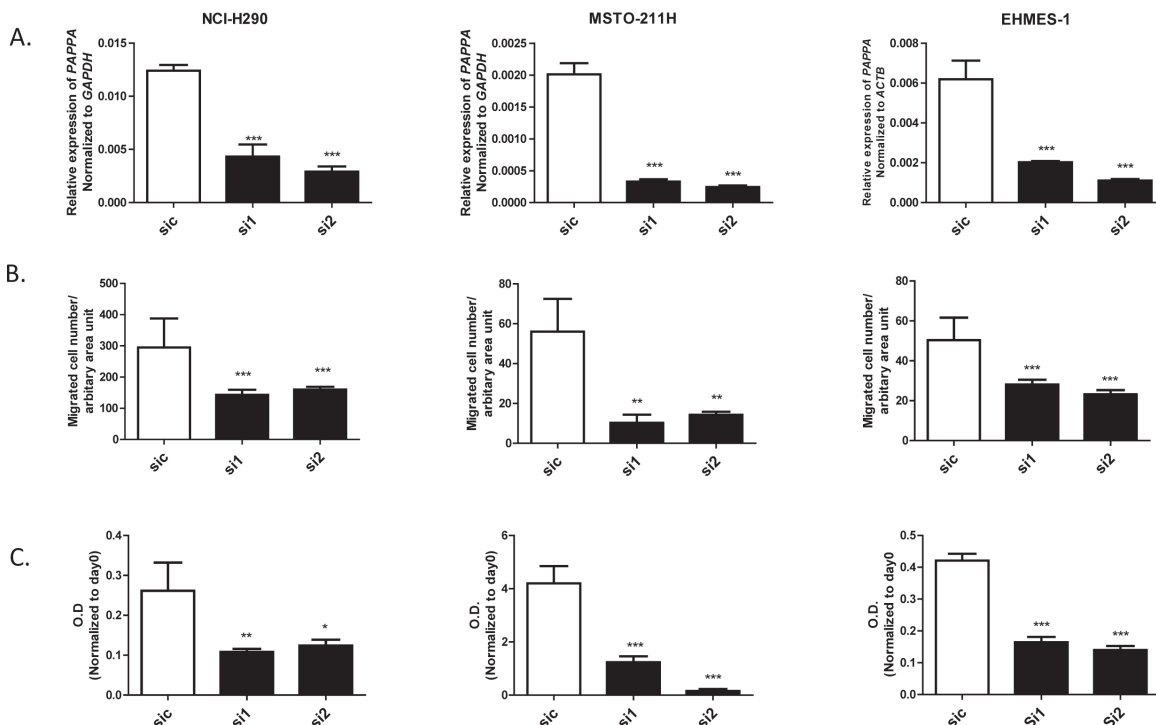 NCI-H290
MSTO-211H
EHMES-1
A.
Relative expression of PAPPA
Normalized to GAPDH
0.015
0.010
0.005
0.000
***
***
sic
si1
si2
Relative expression of PAPPA
Normalized to GAPDH
0.0025
0.0020
0.0015
0.0010
0.0005
0.0000
***
***
sic
si1
si2
Relative expression of PAPPA
Normalized to ACTB
0.008
0.006
0.004
0.002
0.000
***
***
sic
si1
si2
B.
Migrated cell number/
arbitary area unit
500
400
300
200
100
0
***
***
sic
si1
si2
Migrated cell number/
arbitary area unit
80
60
40
20
0
**
**
sic
si1
si2
Migrated cell number/
arbitary area unit
80
60
40
20
0
***
***
sic
si1
si2
C.
O.D
(Normalized to day0)
0.4
0.3
0.2
0.1
0.0
**
*
sic
si1
si2
O.D.
(Normalized to day0)
6
4
2
0
***
***
sic
si1
si2
O.D.
(Normalized to day0)
0.5
0.4
0.3
0.2
0.1
0.0
***
***
sic
si1
si2